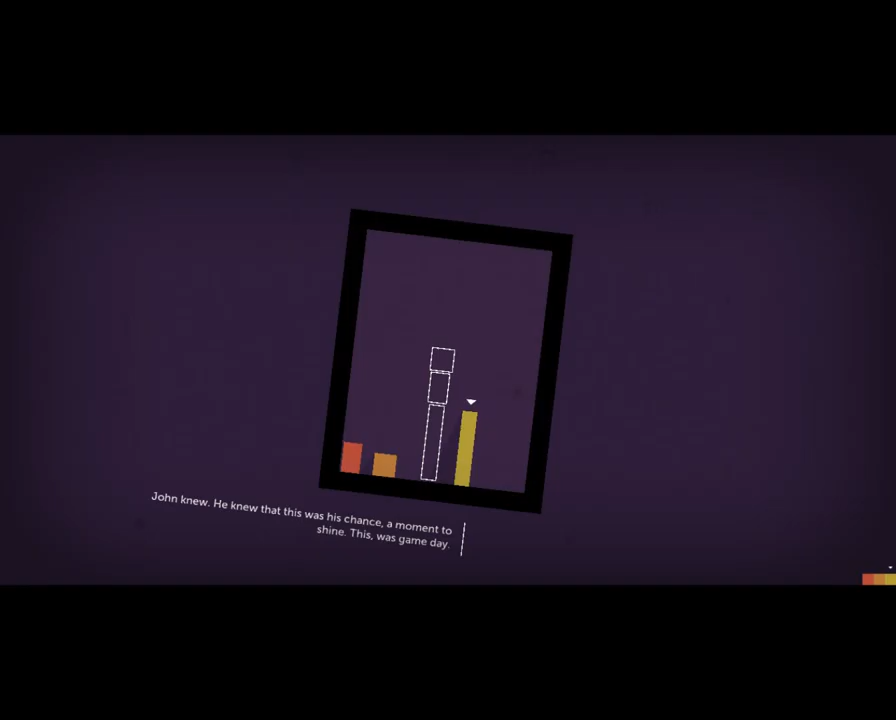 John knew. He knew that this was his chance, a moment to
shine. This, was game day.